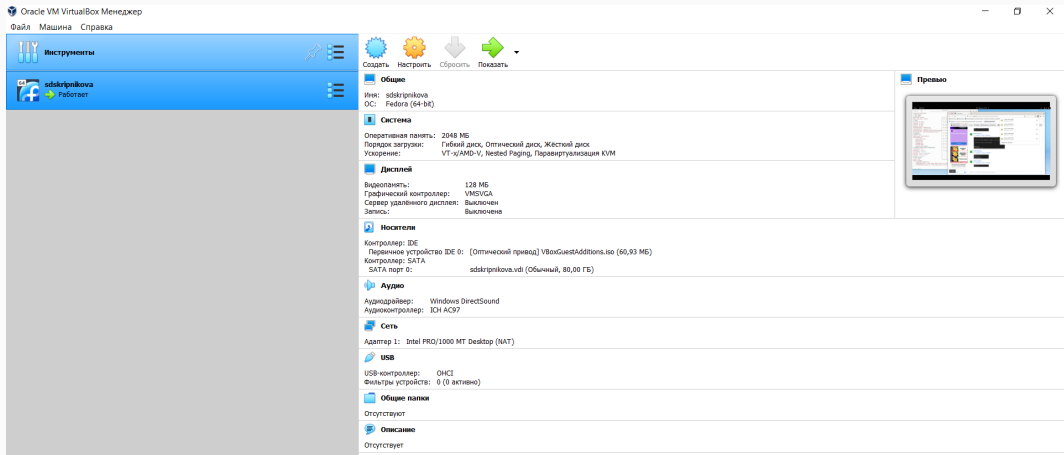 Oracle VM VirtualBox Менеджер
Файл Машина Справка
Инструменты
64
sdskripnikova
Работает
Создать Настроить Сбросить Показать
Общие
Имя: sdskripnikova
ОС: Fedora (64-bit)
Система
Оперативная память: 2048 МБ
Порядок загрузки: Гибкий диск, Оптический диск, Жёсткий диск
Ускорение: VT-x/AMD-V, Nested Paging, Паравиртуализация KVM
Дисплей
Видеопамять: 128 МБ
Графический контроллер: VMSVGA
Сервер удалённого дисплея: Выключен
Запись: Выключена
Носители
Контроллер: IDE
Первичное устройство IDE 0: [Оптический привод] VBoxGuestAdditions.iso (60,93 МБ)
Контроллер: SATA
SATA порт 0: sdskripnikova.vdi (Обычный, 80,00 ГБ)
Аудио
Аудиодрайвер: Windows DirectSound
Аудиоконтроллер: ICH AC97
Сеть
Адаптер 1: Intel PRO/1000 MT Desktop (NAT)
USB
USB-контроллер: OHCI
Фильтры устройств: 0 (0 активно)
Общие папки
Отсутствуют
Описание
Отсутствует
Превью